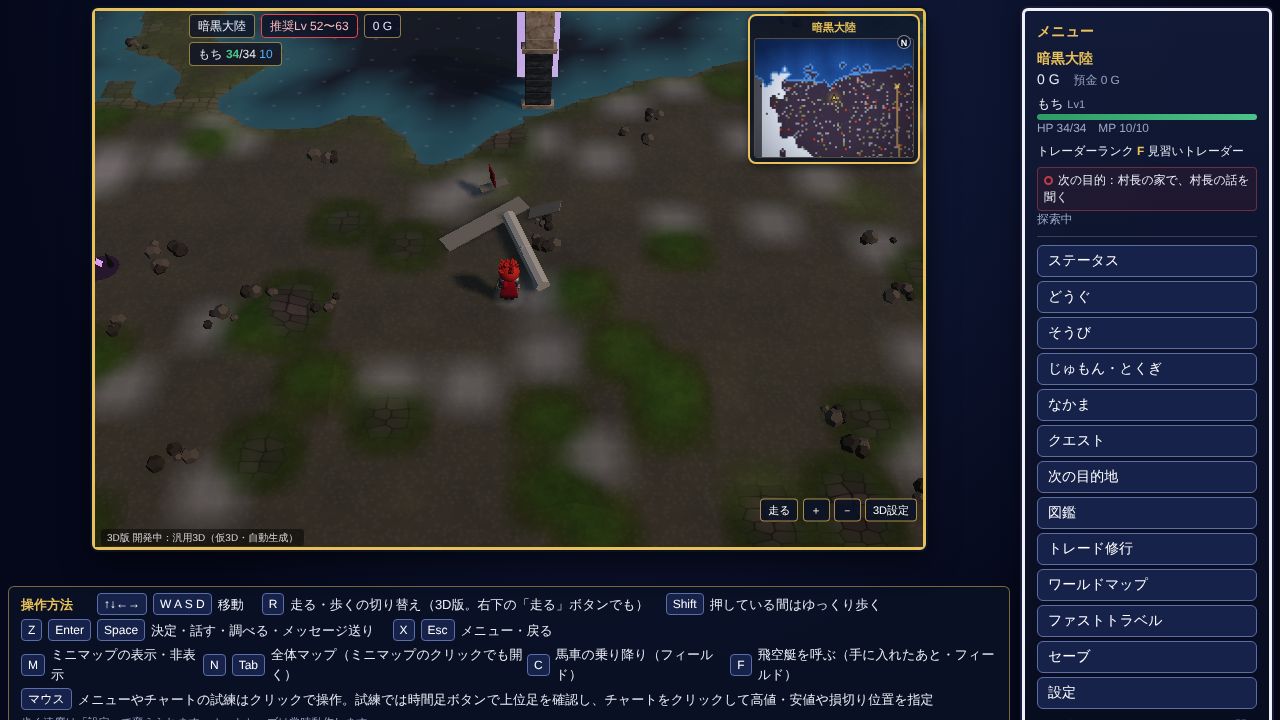 暗黒大陸 推奨Lv 52〜63 0 G
もち 34/34 10
暗黒大陸
N
走る ＋ － 3D設定
3D版 開発中：汎用3D（仮3D・自動生成）
メニュー
暗黒大陸
0 G 預金 0 G
もち Lv1
HP 34/34 MP 10/10
トレーダーランク F 見習いトレーダー
次の目的：村長の家で、村長の話を
聞く
探索中
ステータス
どうぐ
そうび
じゅもん・とくぎ
なかま
クエスト
次の目的地
図鑑
トレード修行
ワールドマップ
ファストトラベル
セーブ
設定
操作方法 ↑↓←→ W A S D 移動 R 走る・歩くの切り替え（3D版。右下の「走る」ボタンでも） Shift 押している間はゆっくり歩く
Z Enter Space 決定・話す・調べる・メッセージ送り X Esc メニュー・戻る
M ミニマップの表示・非表示 N Tab 全体マップ（ミニマップのクリックでも開く） C 馬車の乗り降り（フィールド） F 飛空艇を呼ぶ（手に入れたあと・フィールド）
マウス メニューやチャートの試練はクリックで操作。試練では時間足ボタンで上位足を確認し、チャートをクリックして高値・安値や損切り位置を指定